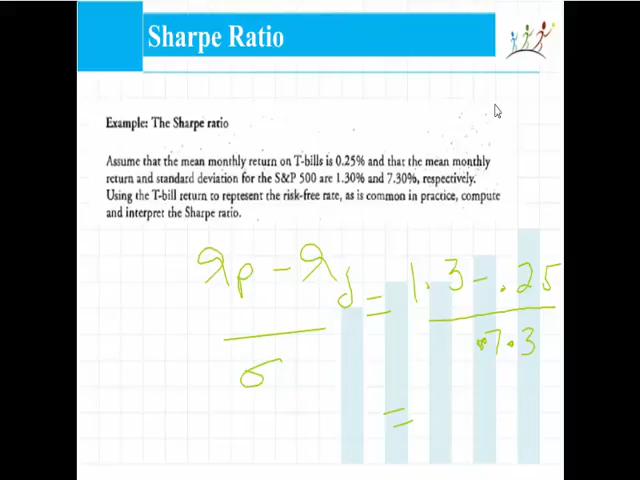 Sharpe Ratio
Example: The Sharpe ratio
Assume that the mean monthly return on T-bills is 0.25% and that the mean monthly
return and standard deviation for the S&P 500 are 1.30% and 7.30%, respectively.
Using the T-bill return to represent the risk-free rate, as is common in practice, compute
and interpret the Sharpe ratio.
rp - rf = 1.3 - .25
σ 7.3
=